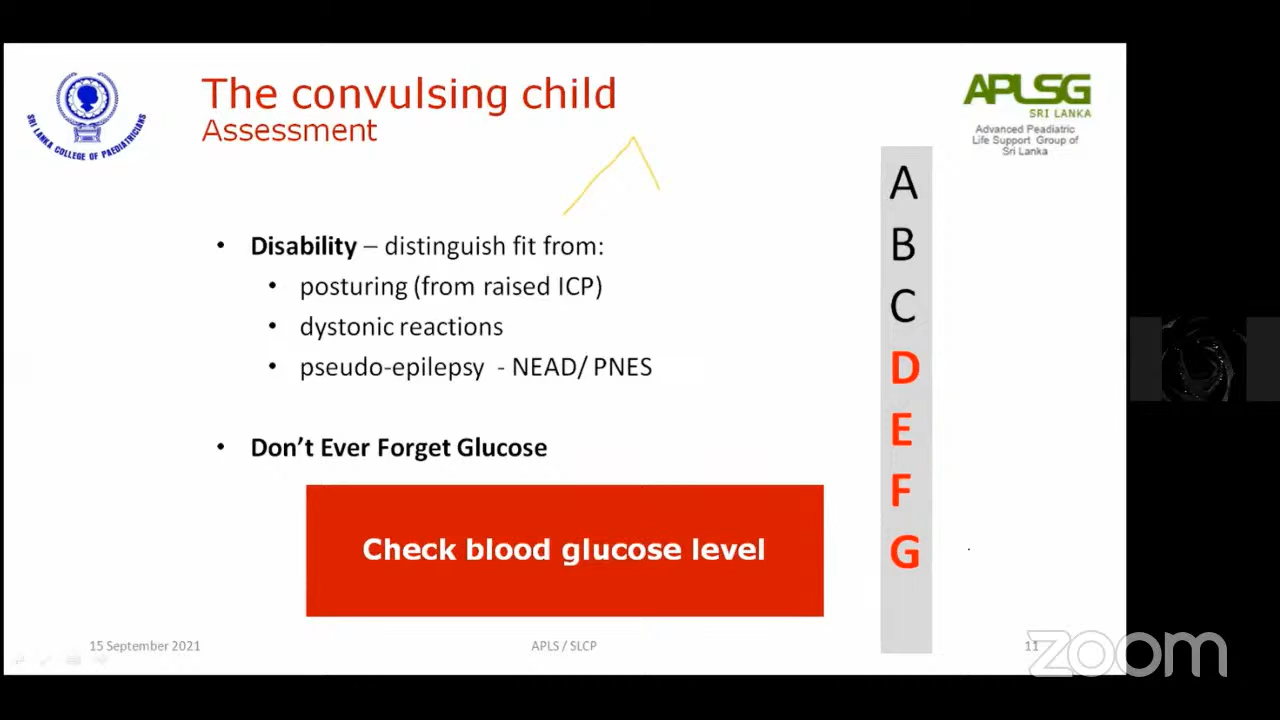 The convulsing child
Assessment
SRI LANKA COLLEGE OF PAEDIATRICIANS
APLSG
SRI LANKA
Advanced Peadiatric
Life Support Group of
Sri Lanka
• Disability – distinguish fit from:
• posturing (from raised ICP)
• dystonic reactions
• pseudo-epilepsy - NEAD/ PNES
• Don’t Ever Forget Glucose
Check blood glucose level
A
B
C
D
E
F
G
15 September 2021
APLS / SLCP
11
zoom